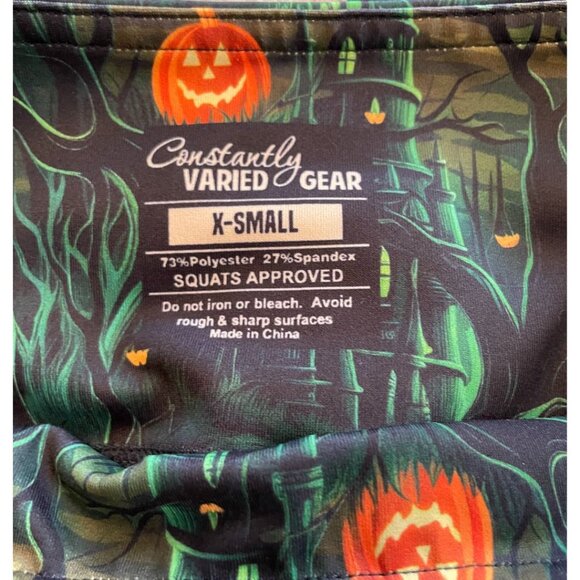 Constantly
VARIED GEAR
X-SMALL
73%Polyester 27%Spandex
SQUATS APPROVED
Do not iron or bleach. Avoid
rough & sharp surfaces
Made in China